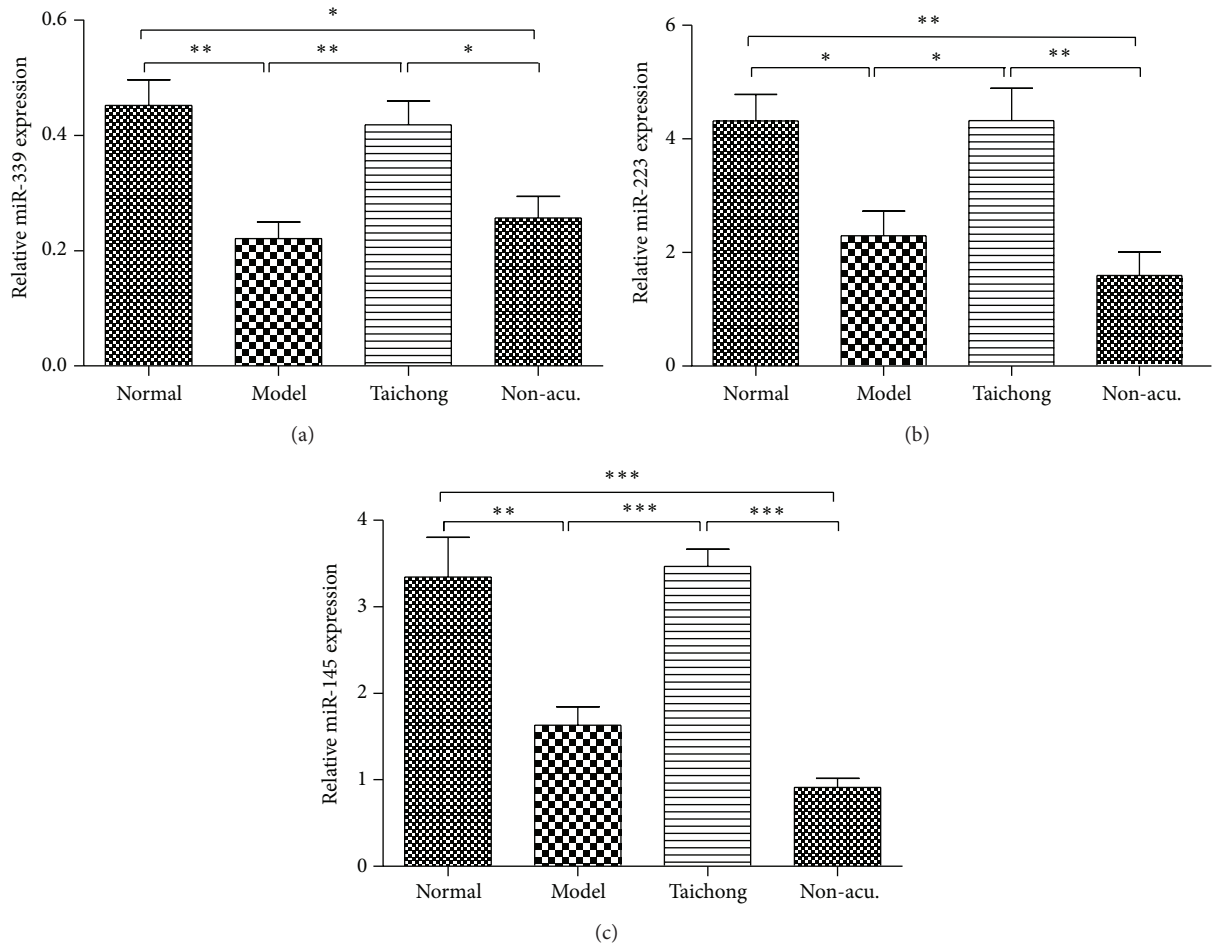 *
** ** *
0.6
0.4
0.2
0.0
Relative miR-339 expression
Normal Model Taichong Non-acu.
(a)
**
* * **
6
4
2
0
Relative miR-223 expression
Normal Model Taichong Non-acu.
(b)
***
** *** ***
4
3
2
1
0
Relative miR-145 expression
Normal Model Taichong Non-acu.
(c)